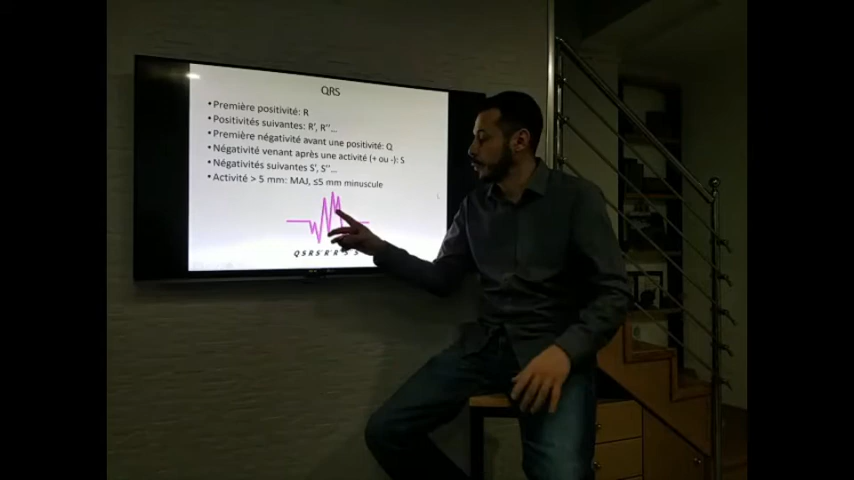 QRS
• Première positivité: R
• Positivités suivantes: R’, R’’...
• Première négativité avant une positivité: Q
• Négativité venant après une activité (+ ou -): S
• Négativités suivantes S’, S’’...
• Activité > 5 mm: MAJ, ≤5 mm minuscule